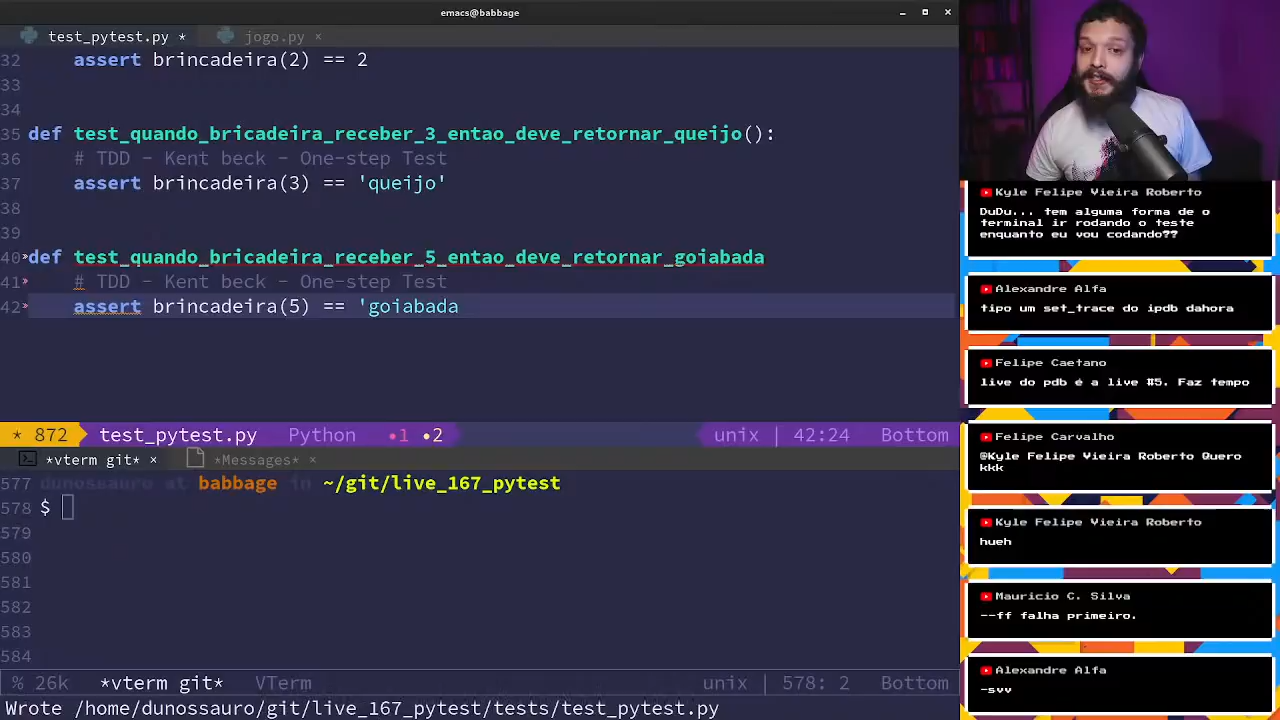 emacs@babbage
test_pytest.py * jogo.py ×
32 assert brincadeira(2) == 2
33
34
35 def test_quando_bricadeira_receber_3_entao_deve_retornar_queijo():
36 # TDD - Kent beck - One-step Test
37 assert brincadeira(3) == 'queijo'
38
39
40 def test_quando_bricadeira_receber_5_entao_deve_retornar_goiabada
41 # TDD - Kent beck - One-step Test
42 assert brincadeira(5) == 'goiabada
* 872 test_pytest.py Python •1 •2 unix | 42:24 Bottom
*vterm git* × *Messages* ×
577 dunossauro at babbage in ~/git/live_167_pytest
578 $
579
580
581
582
583
584
% 26k *vterm git* VTerm unix | 578: 2 Bottom
Wrote /home/dunossauro/git/live_167_pytest/tests/test_pytest.py
Kyle Felipe Vieira Roberto
DuDu... tem alguma forma de o
terminal ir rodando o teste
enquanto eu vou codando??
Alexandre Alfa
tipo um set_trace do ipdb dahora
Felipe Caetano
live do pdb é a live #5. Faz tempo
Felipe Carvalho
@Kyle Felipe Vieira Roberto Quero
kkk
Kyle Felipe Vieira Roberto
hueh
Mauricio C. Silva
--ff falha primeiro.
Alexandre Alfa
-svv